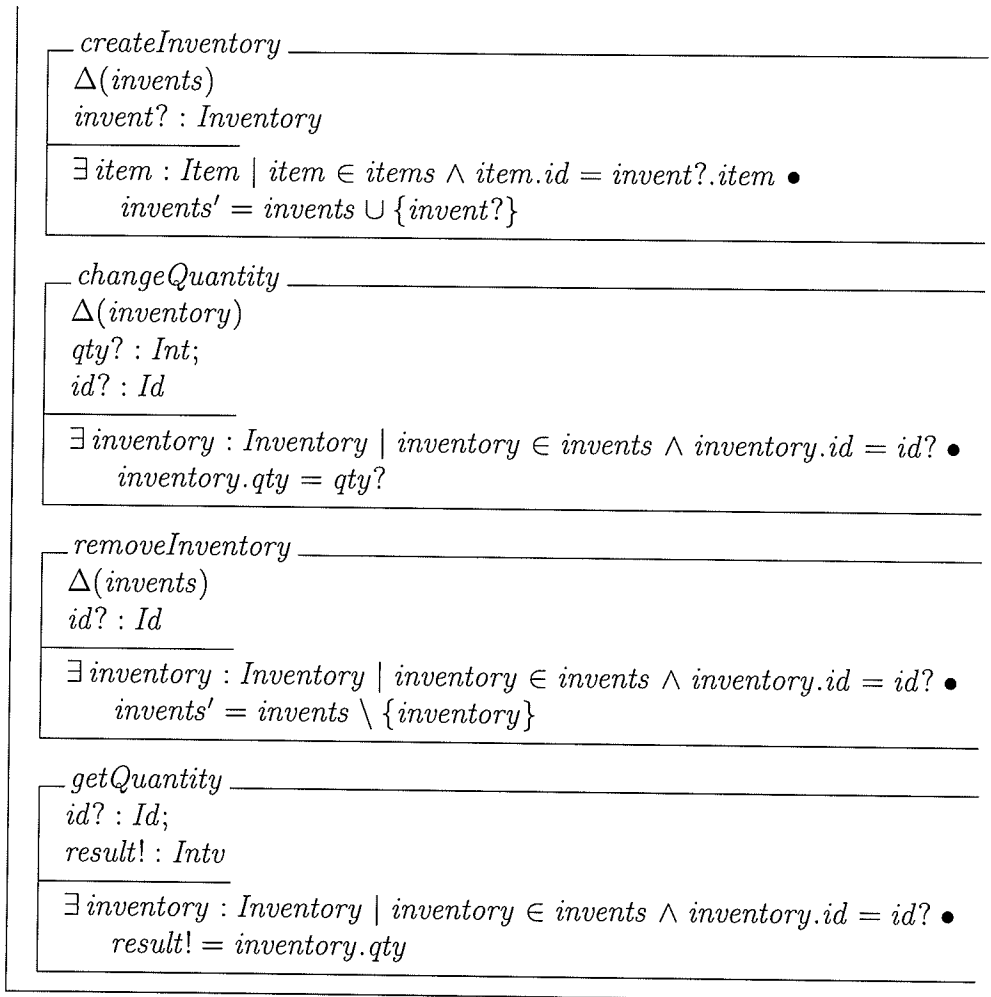 createInventory
Δ(invents)
invent? : Inventory
∃ item : Item | item ∈ items ∧ item.id = invent?.item •
invents′ = invents ∪ {invent?}
changeQuantity
Δ(inventory)
qty? : Int;
id? : Id
∃ inventory : Inventory | inventory ∈ invents ∧ inventory.id = id? •
inventory.qty = qty?
removeInventory
Δ(invents)
id? : Id
∃ inventory : Inventory | inventory ∈ invents ∧ inventory.id = id? •
invents′ = invents \ {inventory}
getQuantity
id? : Id;
result! : Intv
∃ inventory : Inventory | inventory ∈ invents ∧ inventory.id = id? •
result! = inventory.qty